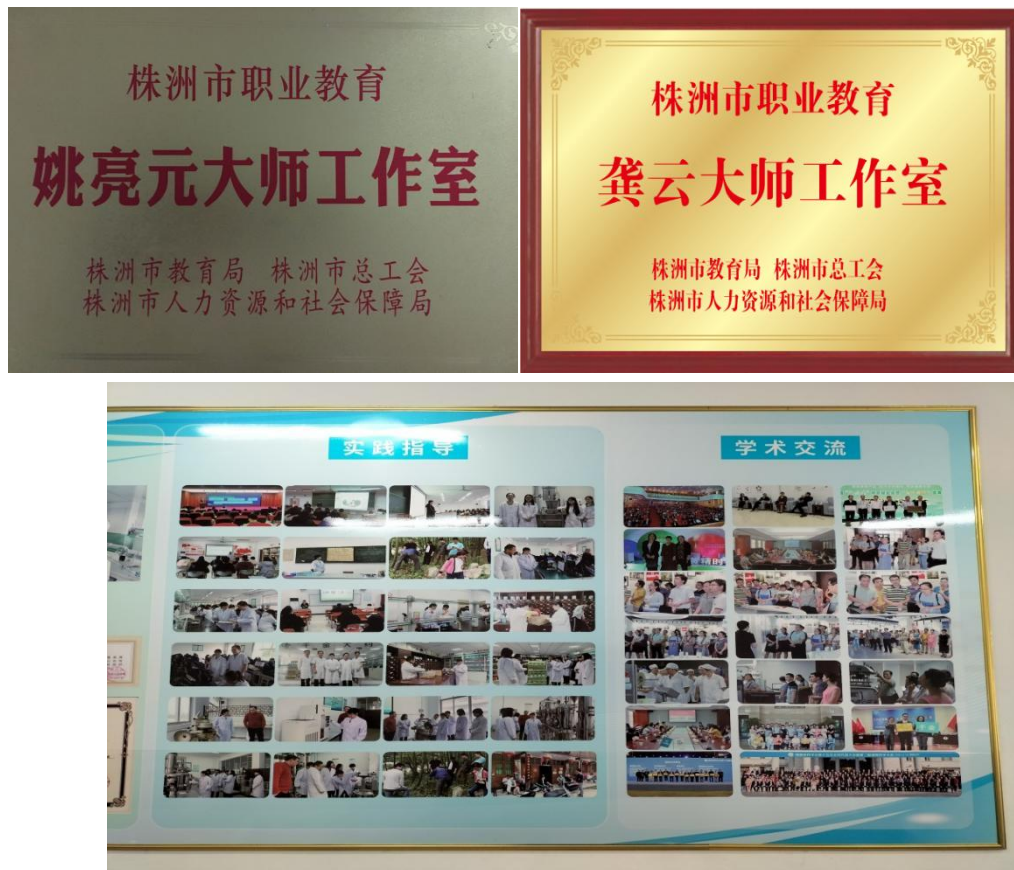 株洲市职业教育
姚亮元大师工作室
株洲市教育局 株洲市总工会
株洲市人力资源和社会保障局
株洲市职业教育
龚云大师工作室
株洲市教育局 株洲市总工会
株洲市人力资源和社会保障局
实践指导
学术交流